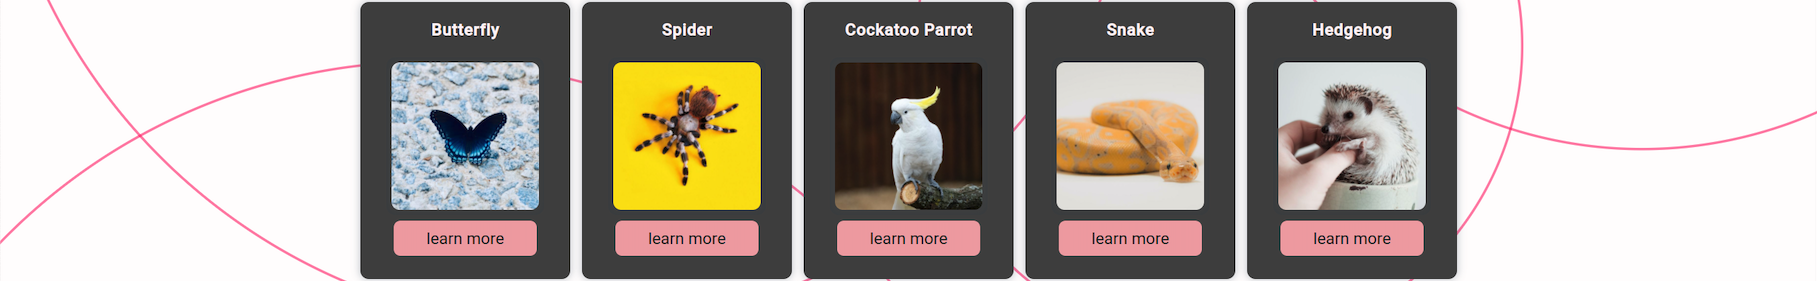 Butterfly
learn more
Spider
learn more
Cockatoo Parrot
learn more
Snake
learn more
Hedgehog
learn more